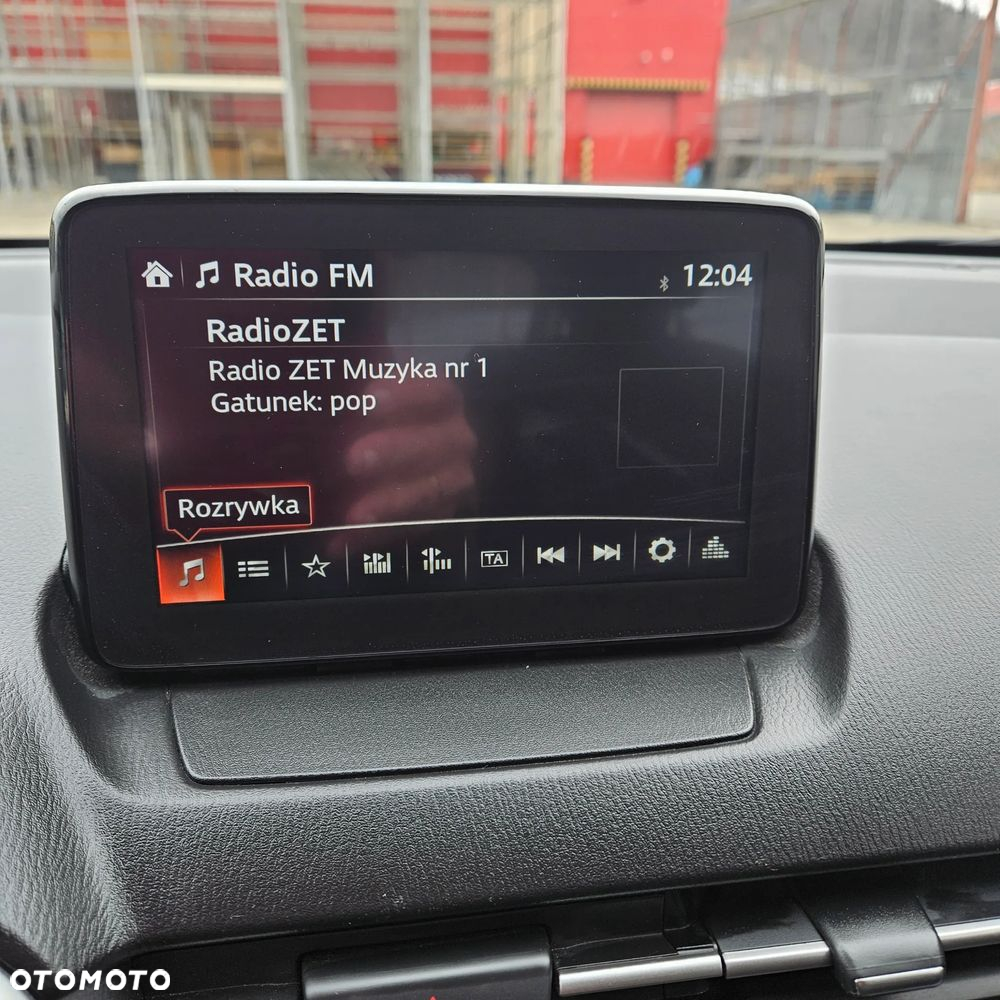 Radio FM 12:04
RadioZET
Radio ZET Muzyka nr 1
Gatunek: pop
Rozrywka
TA
OTOMOTO